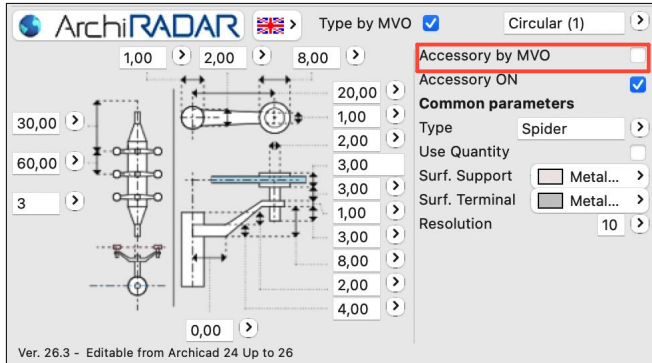 ArchiRADAR
Type by MVO
Circular (1)
1,00
2,00
8,00
Accessory by MVO
Accessory ON
Common parameters
Type
Spider
Use Quantity
Surf. Support
Metal...
Surf. Terminal
Metal...
Resolution
10
30,00
60,00
3
20,00
1,00
2,00
3,00
3,00
1,00
3,00
8,00
2,00
4,00
0,00
Ver. 26.3 - Editable from Archicad 24 Up to 26